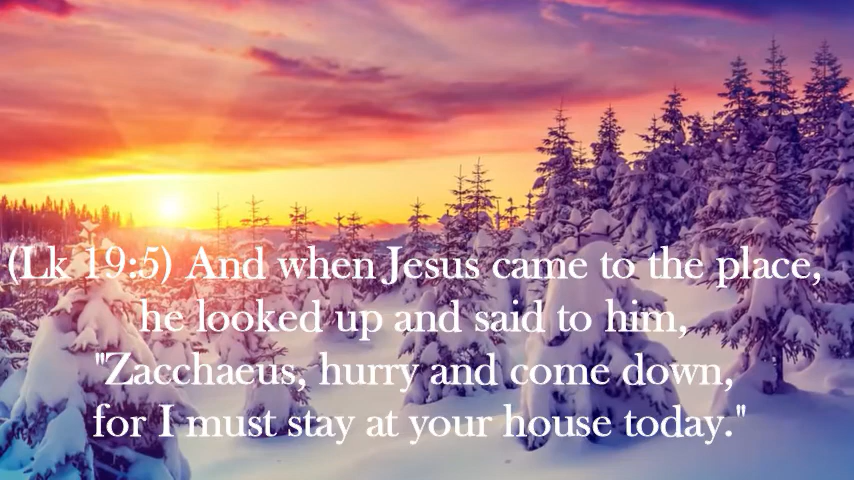 (Lk 19:5) And when Jesus came to the place,
he looked up and said to him,
"Zacchaeus, hurry and come down,
for I must stay at your house today."